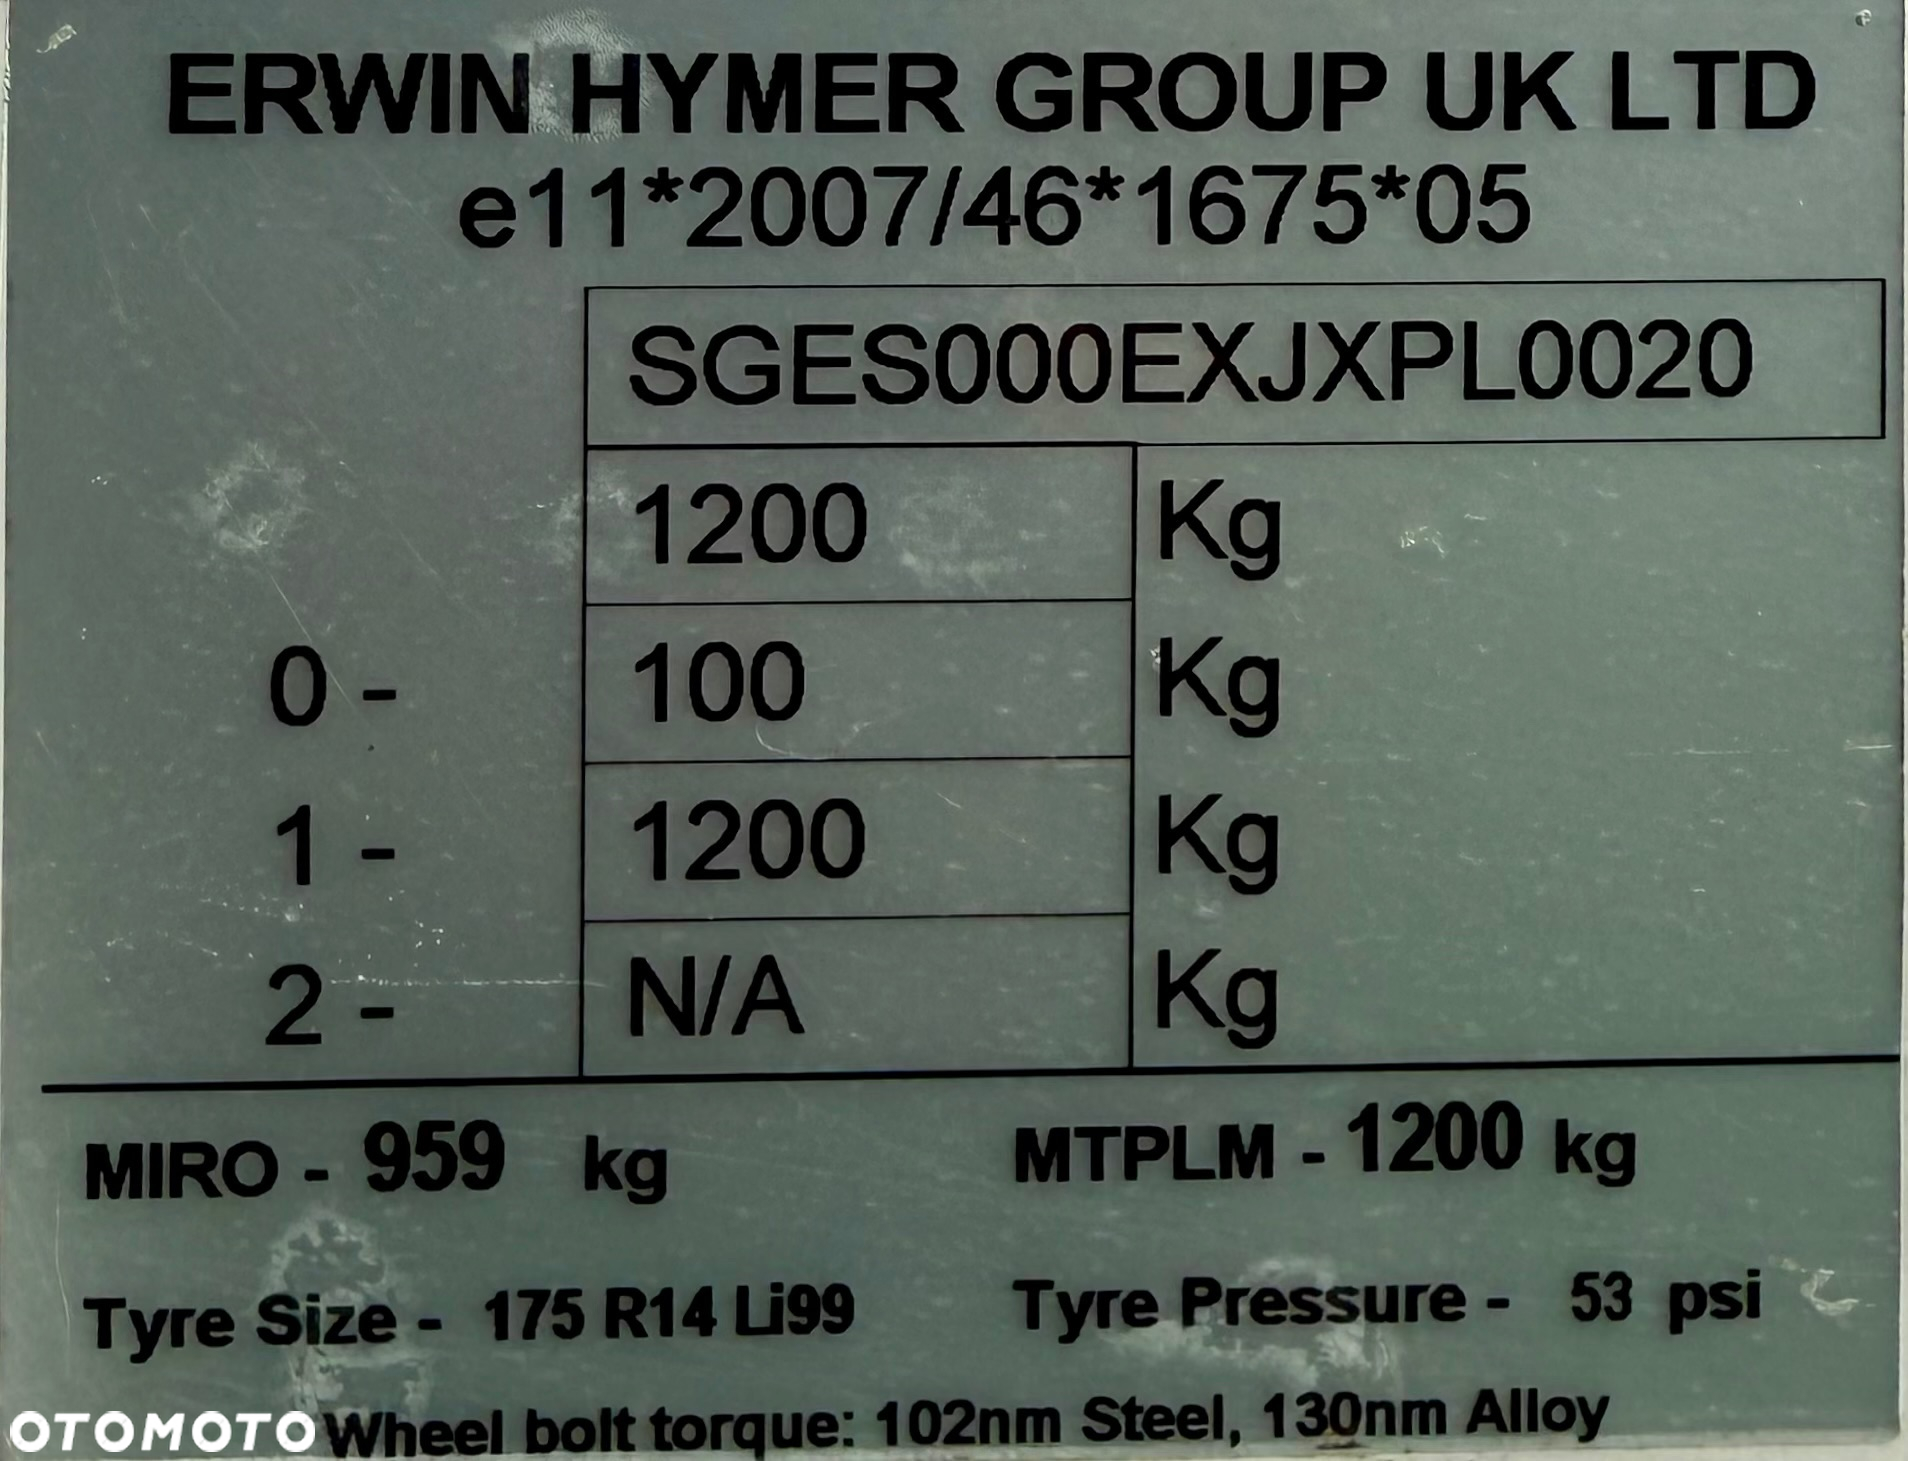 ERWIN HYMER GROUP UK LTD
e11*2007/46*1675*05
SGES000EXJXPL0020
1200 Kg
0 - 100 Kg
1 - 1200 Kg
2 - N/A Kg
MIRO - 959 kg MTPLM - 1200 kg
Tyre Size - 175 R14 Li99 Tyre Pressure - 53 psi
Wheel bolt torque: 102nm Steel, 130nm Alloy
OTOMOTO